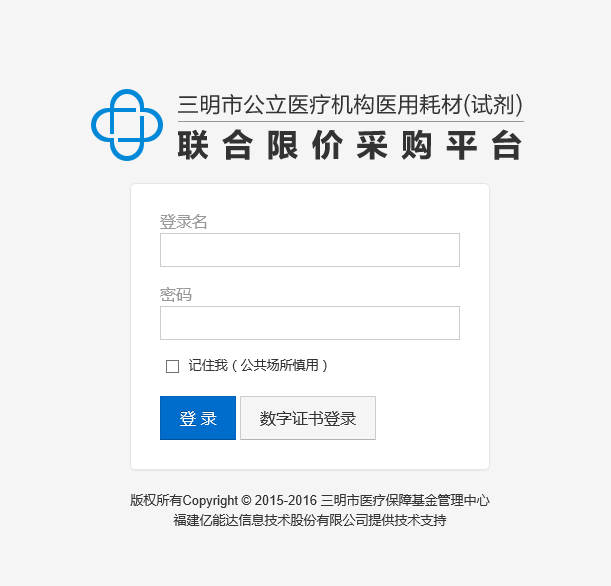 三明市公立医疗机构医用耗材(试剂)
联合限价采购平台
登录名
密码
记住我（公共场所慎用）
登 录 数字证书登录
版权所有Copyright © 2015-2016 三明市医疗保障基金管理中心
福建亿能达信息技术股份有限公司提供技术支持